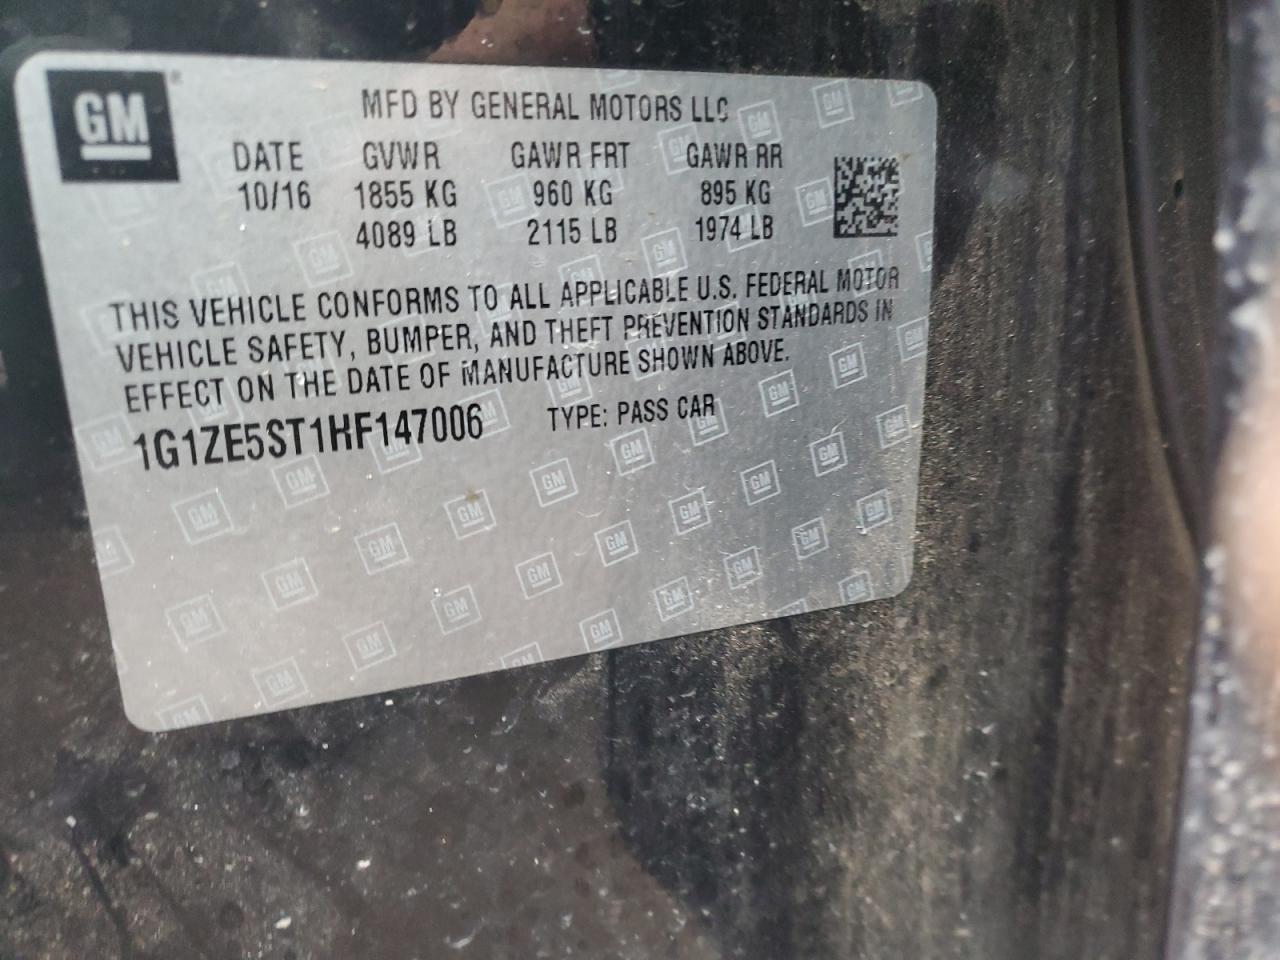 GM
MFD BY GENERAL MOTORS LLC
DATE GVWR GAWR FRT GAWR RR
10/16 1855 KG 960 KG 895 KG
4089 LB 2115 LB 1974 LB
THIS VEHICLE CONFORMS TO ALL APPLICABLE U.S. FEDERAL MOTOR
VEHICLE SAFETY, BUMPER, AND THEFT PREVENTION STANDARDS IN
EFFECT ON THE DATE OF MANUFACTURE SHOWN ABOVE.
1G1ZE5ST1HF147006 TYPE: PASS CAR